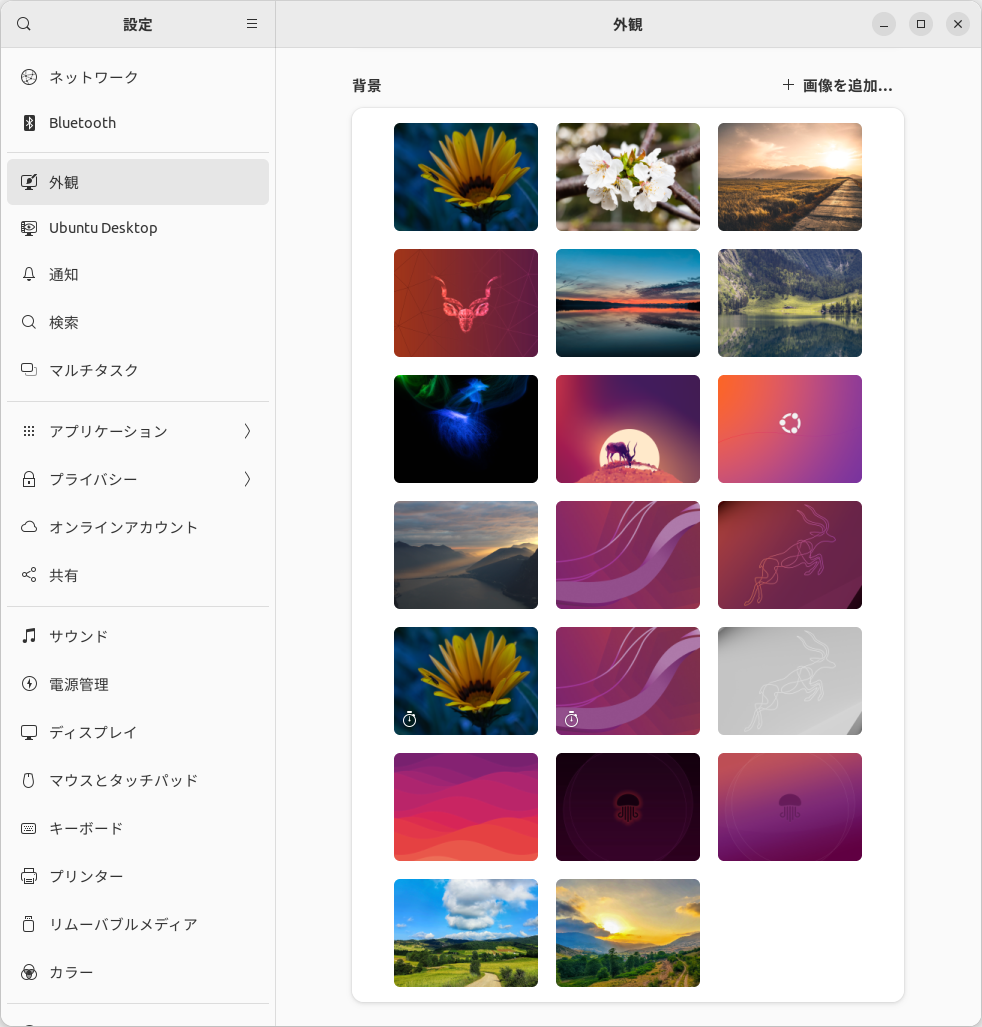 設定
外観
ネットワーク
Bluetooth
外観
Ubuntu Desktop
通知
検索
マルチタスク
アプリケーション
プライバシー
オンラインアカウント
共有
サウンド
電源管理
ディスプレイ
マウスとタッチパッド
キーボード
プリンター
リムーバブルメディア
カラー
背景
画像を追加...